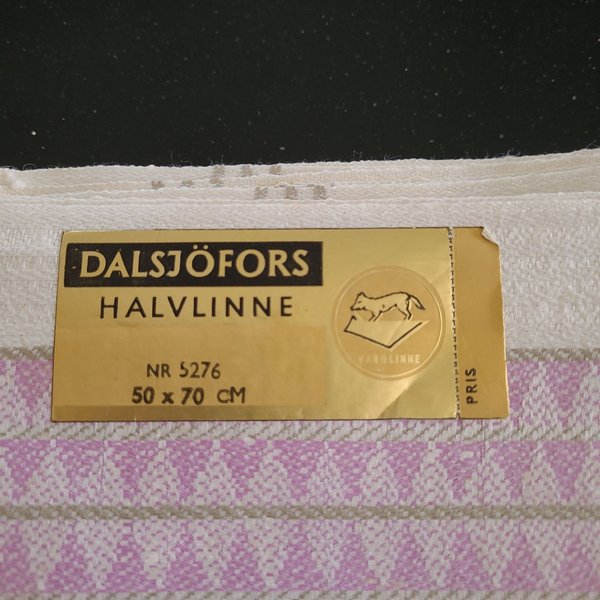 DALSJÖFORS
HALVLINNE
NR 5276
50 x 70 CM
VARGLINNE
PRIS